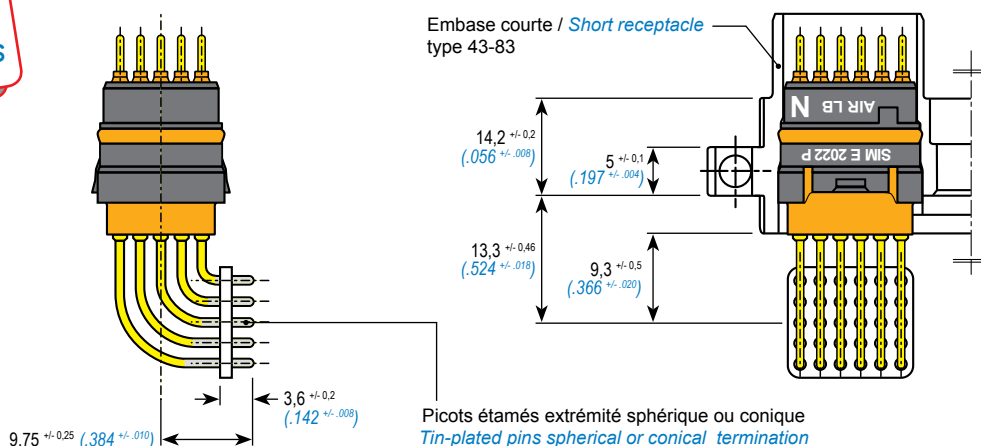 s
Embase courte / Short receptacle
type 43-83
N AIR LB
SIM E 2022 P
14,2 +/- 0,2
(.056 +/- .008)
5 +/- 0,1
(.197 +/- .004)
13,3 +/- 0,46
(.524 +/- .018)
9,3 +/- 0,5
(.366 +/- .020)
3,6 +/- 0,2
(.142 +/- .008)
9.75 +/- 0,25 (.384 +/- .010)
Picots étamés extrémité sphérique ou conique
Tin-plated pins spherical or conical termination